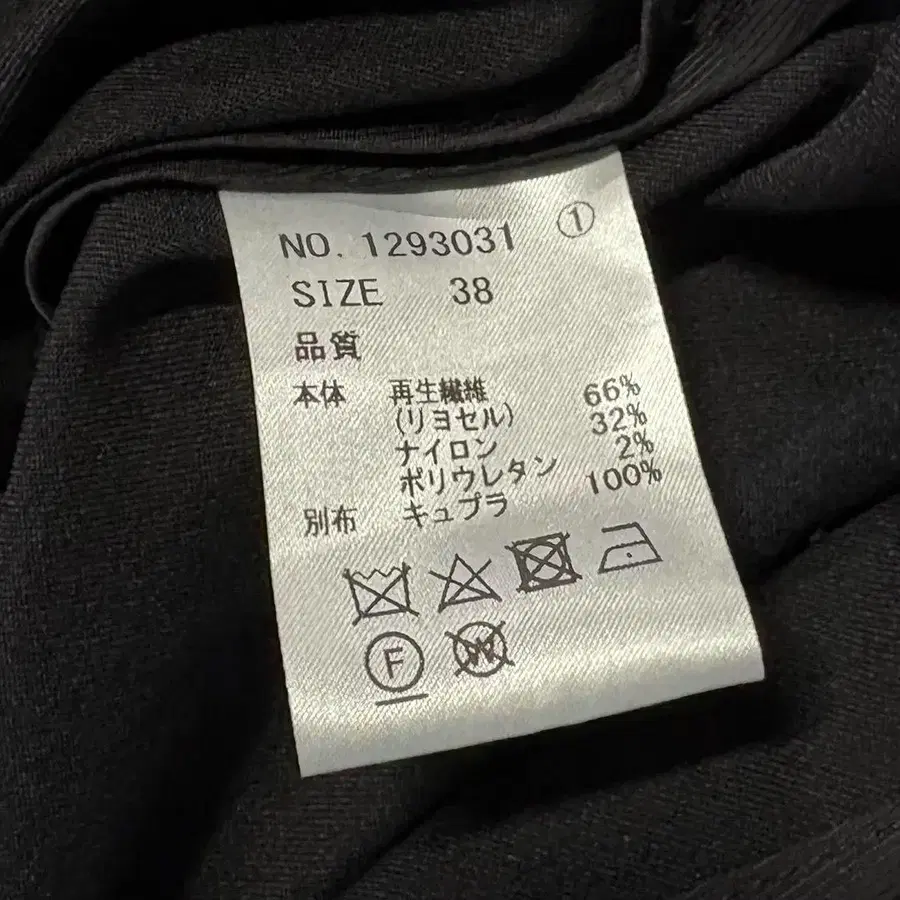 NO. 1293031 ①
SIZE 38
品質
本体 再生繊維 66%
(リヨセル) 32%
ナイロン 2%
ポリウレタン 100%
別布 キュプラ
F
W